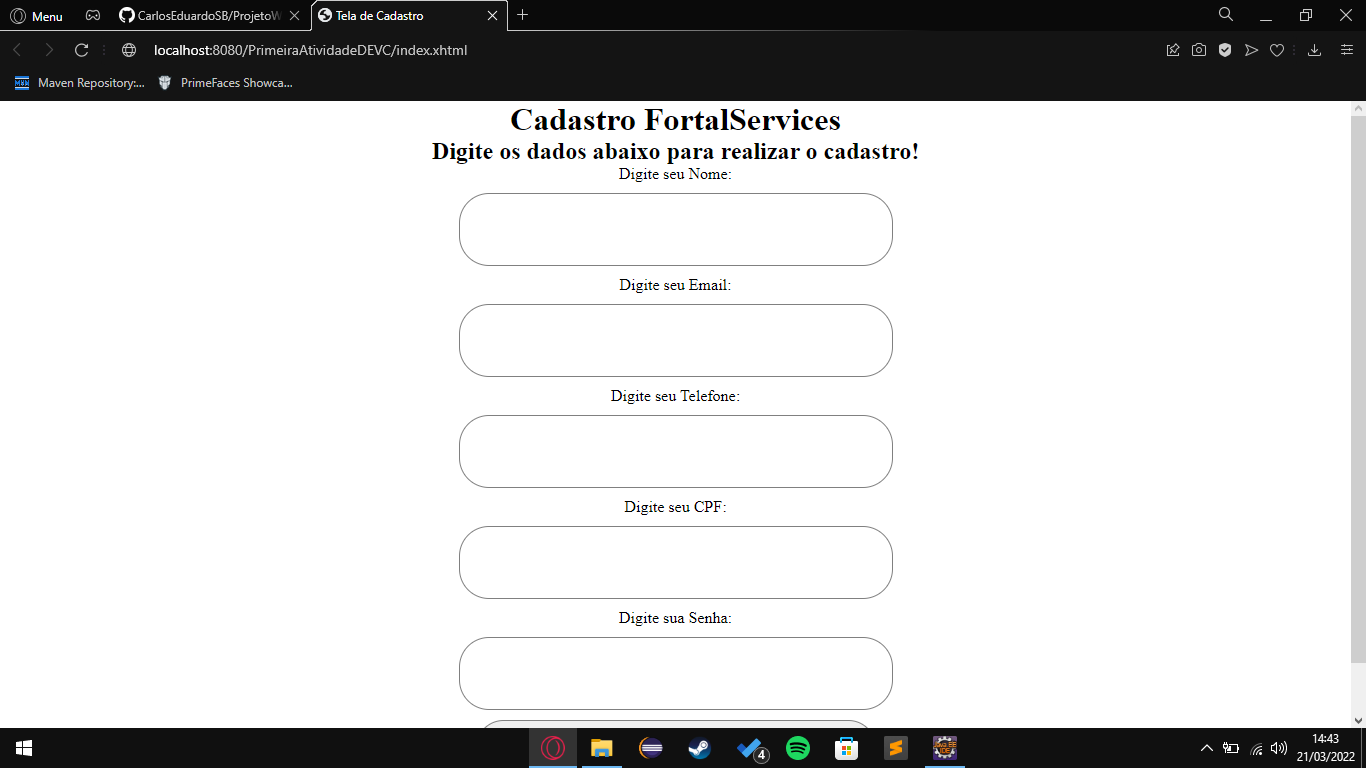 Menu
CarlosEduardoSB/ProjetoW
Tela de Cadastro
localhost:8080/PrimeiraAtividadeDEVC/index.xhtml
Maven Repository:...
PrimeFaces Showca...
Cadastro FortalServices
Digite os dados abaixo para realizar o cadastro!
Digite seu Nome:
Digite seu Email:
Digite seu Telefone:
Digite seu CPF:
Digite sua Senha:
4
14:43
21/03/2022